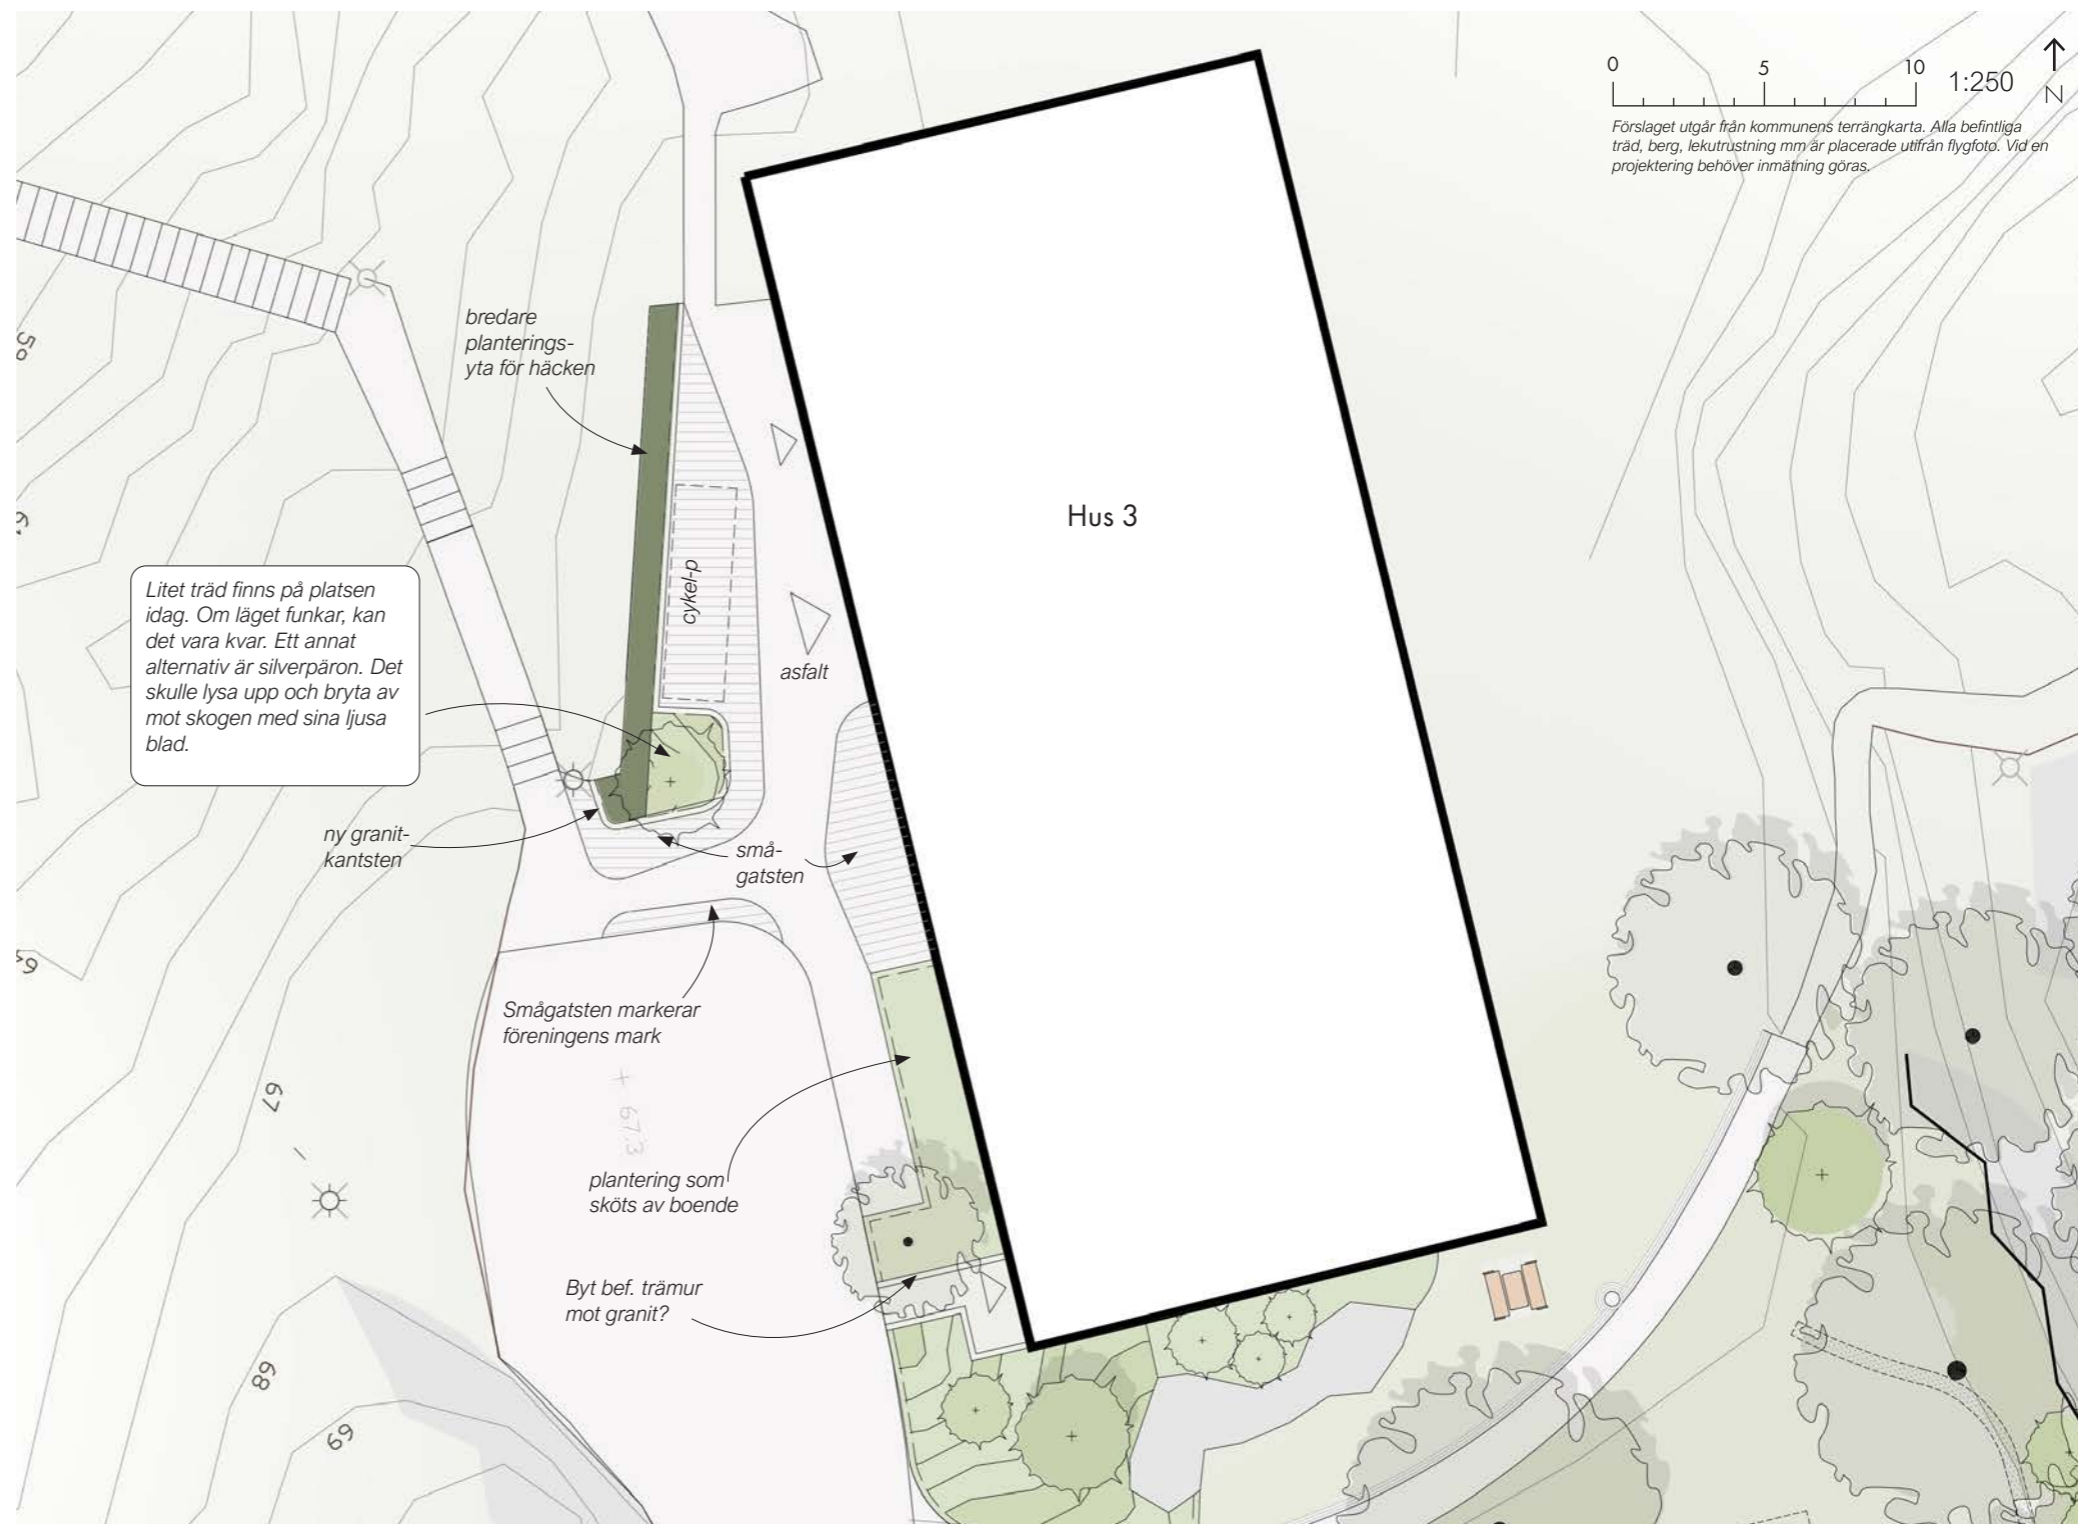 0 5 10 1:250
N
Förslaget utgår från kommunens terrängkarta. Alla befintliga
träd, berg, lekutrustning mm är placerade utifrån flygfoto. Vid en
projektering behöver inmätning göras.
bredare
planterings-
yta för häcken
59
61
Hus 3
cykel-p
Litet träd finns på platsen
idag. Om läget funkar, kan
det vara kvar. Ett annat
alternativ är silverpäron. Det
skulle lysa upp och bryta av
mot skogen med sina ljusa
blad.
asfalt
ny granit-
kantsten
små-
gatsten
Smågatsten markerar
föreningens mark
67
+ 67.3
plantering som
sköts av boende
Byt bef. trämur
mot granit?
68
69